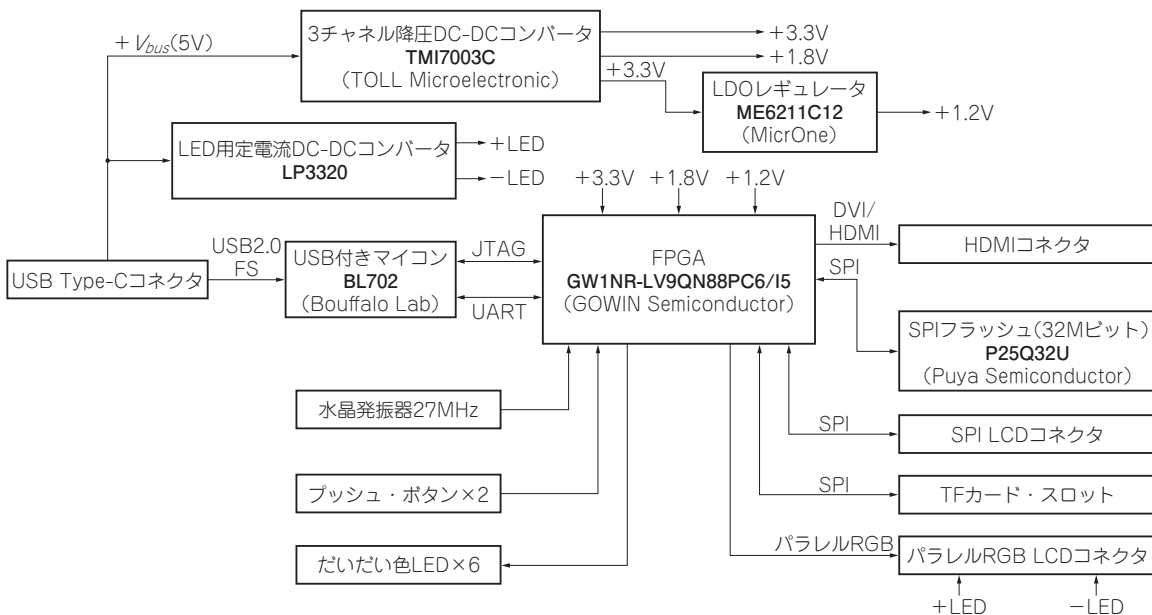 3チャネル降圧DC-DCコンバータ
TMI7003C
(TOLL Microelectronic)
+Vbus(5V)
+3.3V
+1.8V
+3.3V
LDOレギュレータ
ME6211C12
(MicrOne)
+1.2V
LED用定電流DC-DCコンバータ
LP3320
+LED
−LED
+3.3V
+1.8V
+1.2V
USB Type-Cコネクタ
USB2.0
FS
USB付きマイコン
BL702
(Bouffalo Lab)
JTAG
UART
FPGA
GW1NR-LV9QN88PC6/I5
(GOWIN Semiconductor)
DVI/
HDMI
HDMIコネクタ
SPI
SPIフラッシュ(32Mビット)
P25Q32U
(Puya Semiconductor)
水晶発振器27MHz
SPI
SPI LCDコネクタ
プッシュ・ボタン×2
SPI
TFカード・スロット
だいだい色LED×6
パラレルRGB
パラレルRGB LCDコネクタ
+LED
−LED